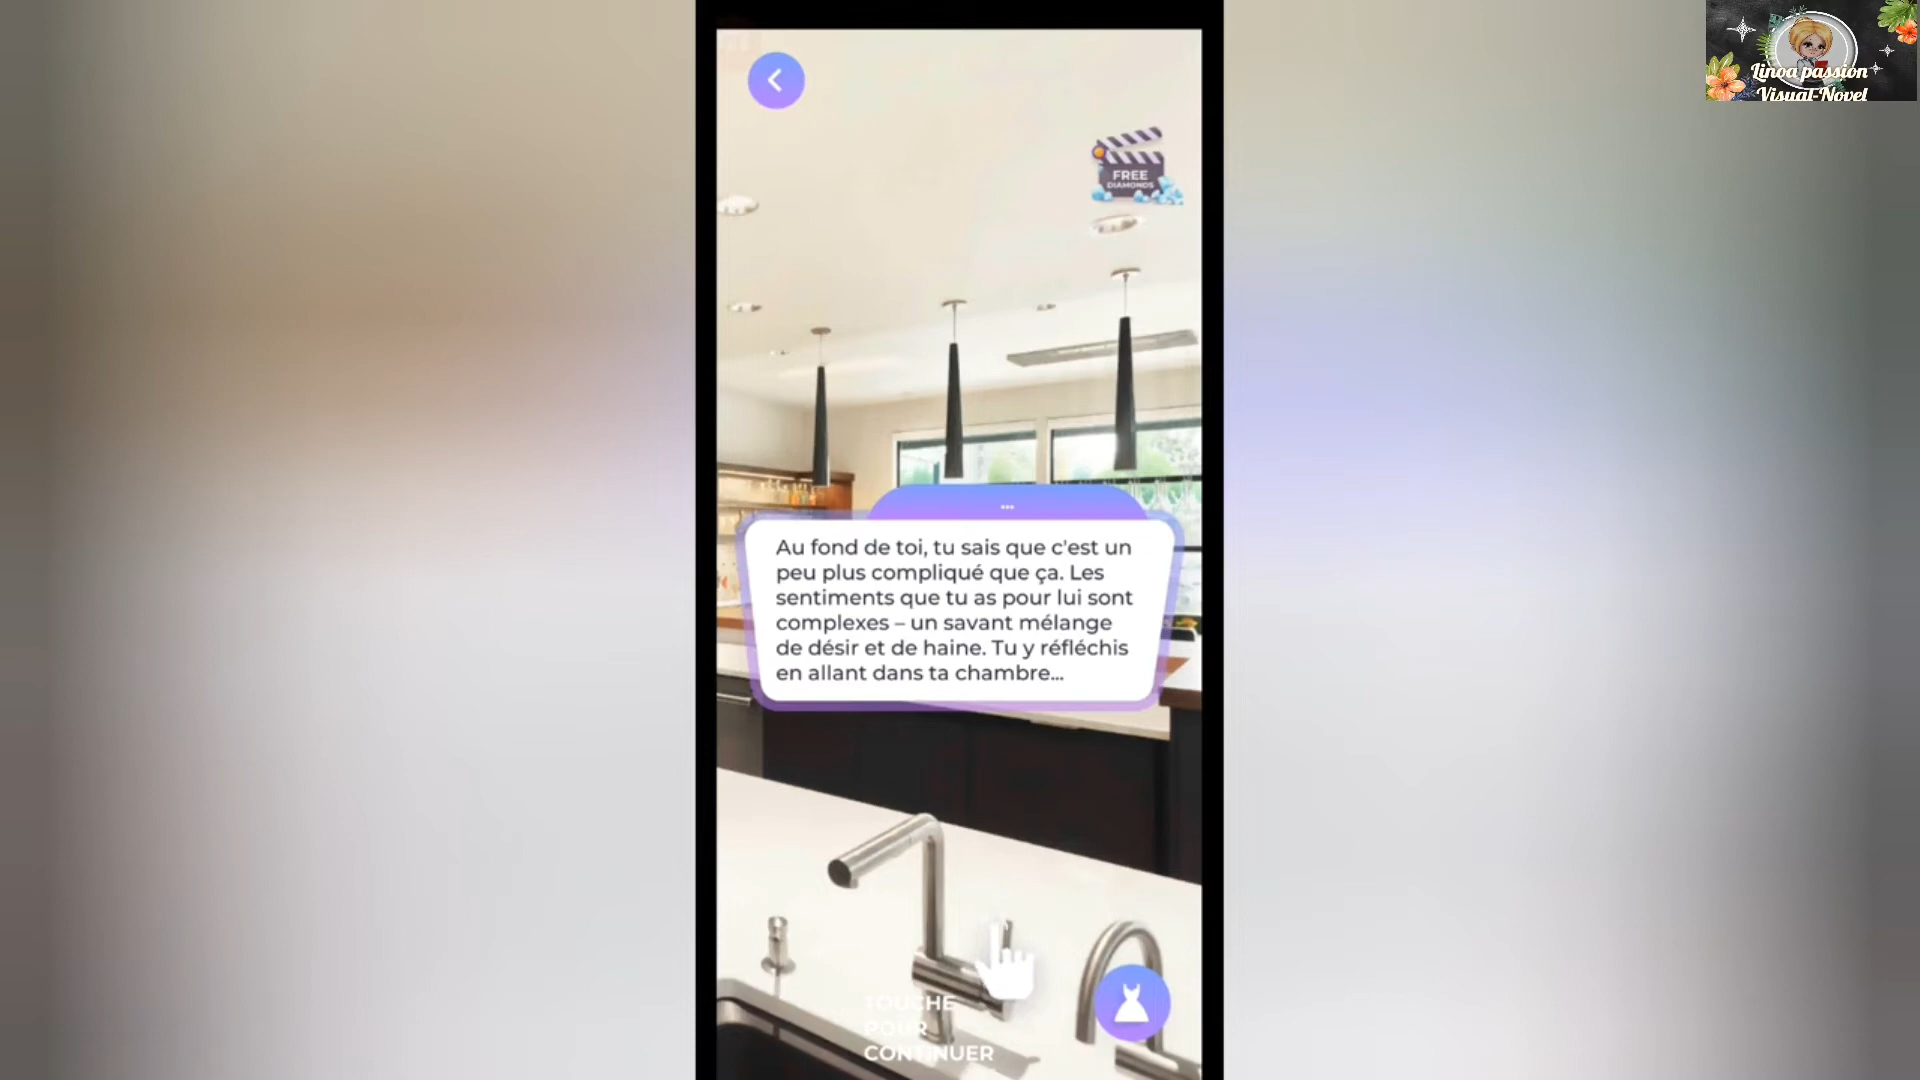 Linoa passion
Visual-Novel
FREE
DIAMONDS
...
Au fond de toi, tu sais que c'est un
peu plus compliqué que ça. Les
sentiments que tu as pour lui sont
complexes – un savant mélange
de désir et de haine. Tu y réfléchis
en allant dans ta chambre...
TOUCHE
POUR
CONTINUER